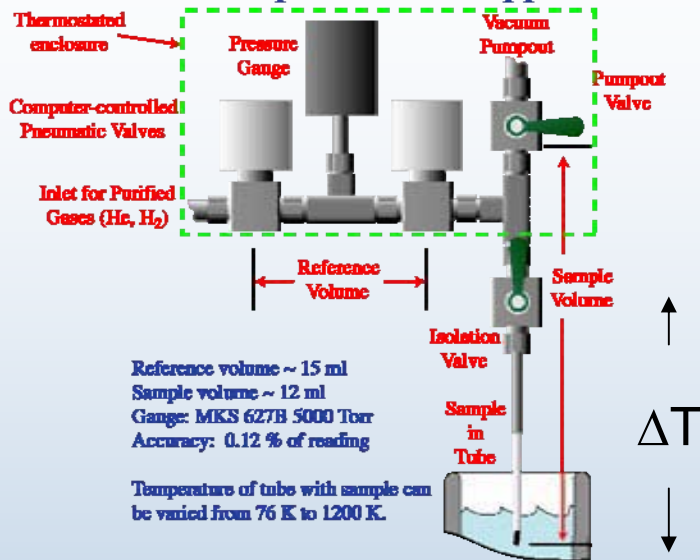 Thermostated
enclosure
Pressure
Gauge
Vacuum
Pumpout
Pumpout
Valve
Computer-controlled
Pneumatic Valves
Inlet for Purified
Gases (He, H₂)
Reference
Volume
Sample
Volume
Isolation
Valve
Reference volume ~ 15 ml
Sample volume ~ 12 ml
Gauge: MKS 627B 5000 Torr
Accuracy: 0.12 % of reading
Sample
in
Tube
ΔT
Temperature of tube with sample can
be varied from 76 K to 1200 K.